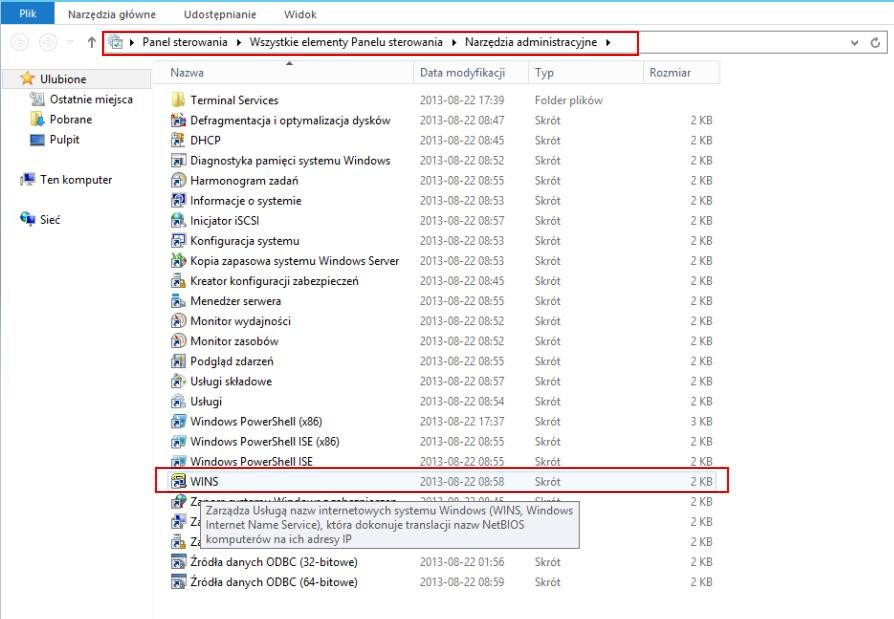 Plik Narzędzia główne Udostępnianie Widok
Panel sterowania Wszystkie elementy Panelu sterowania Narzędzia administracyjne
Ulubione
Ostatnie miejsca
Pobrane
Pulpit
Ten komputer
Sieć
Nazwa Data modyfikacji Typ Rozmiar
Terminal Services 2013-08-22 17:39 Folder plików
Defragmentacja i optymalizacja dysków 2013-08-22 08:47 Skrót 2 KB
DHCP 2013-08-22 08:45 Skrót 2 KB
Diagnostyka pamięci systemu Windows 2013-08-22 08:52 Skrót 2 KB
Harmonogram zadań 2013-08-22 08:55 Skrót 2 KB
Informacje o systemie 2013-08-22 08:53 Skrót 2 KB
Inicjator iSCSI 2013-08-22 08:57 Skrót 2 KB
Konfiguracja systemu 2013-08-22 08:53 Skrót 2 KB
Kopia zapasowa systemu Windows Server 2013-08-22 08:53 Skrót 2 KB
Kreator konfiguracji zabezpieczeń 2013-08-22 08:45 Skrót 2 KB
Menedżer serwera 2013-08-22 08:55 Skrót 2 KB
Monitor wydajności 2013-08-22 08:52 Skrót 2 KB
Monitor zasobów 2013-08-22 08:52 Skrót 2 KB
Podgląd zdarzeń 2013-08-22 08:55 Skrót 2 KB
Usługi składowe 2013-08-22 08:57 Skrót 2 KB
Usługi 2013-08-22 08:54 Skrót 2 KB
Windows PowerShell (x86) 2013-08-22 17:37 Skrót 3 KB
Windows PowerShell ISE (x86) 2013-08-22 08:55 Skrót 2 KB
Windows PowerShell ISE 2013-08-22 08:55 Skrót 2 KB
WINS 2013-08-22 08:58 Skrót 2 KB
2 KB
Zarządza Usługą nazw internetowych systemu Windows (WINS, Windows
Internet Name Service), która dokonuje translacji nazw NetBIOS
komputerów na ich adresy IP
Skrót 2 KB
Skrót 2 KB
Źródła danych ODBC (32-bitowe) 2013-08-22 01:56 Skrót 2 KB
Źródła danych ODBC (64-bitowe) 2013-08-22 08:59 Skrót 2 KB